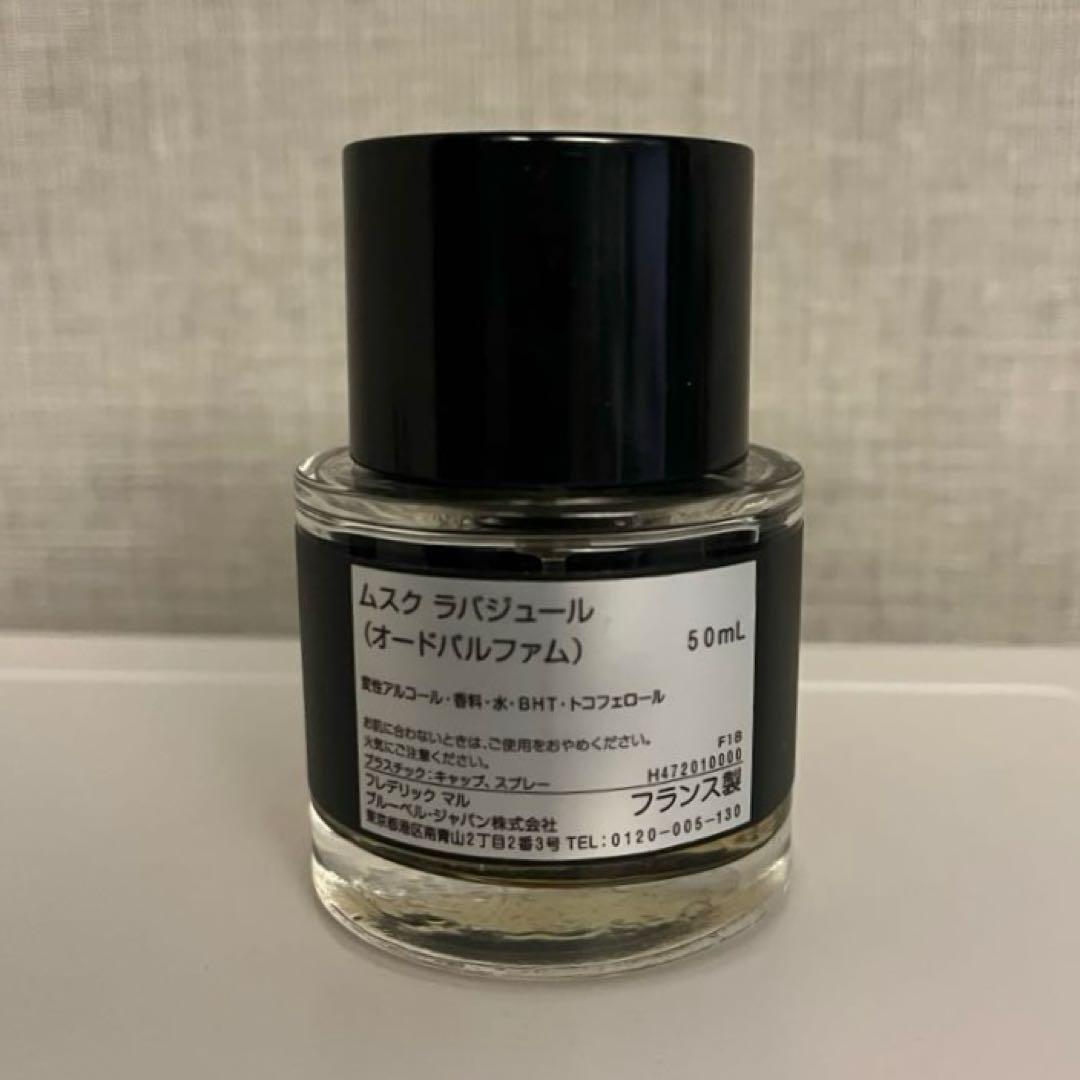 ムスク ラバジュール
(オードパルファム) 50mL
変性アルコール・香料・水・BHT・トコフェロール
お肌に合わないときは、ご使用をおやめください。
火気にご注意ください。 F1B
プラスチック：キャップ、スプレー H472010000
フレデリック マル フランス製
ブルーベル・ジャパン株式会社
東京都港区南青山2丁目2番3号 TEL：0120-005-130